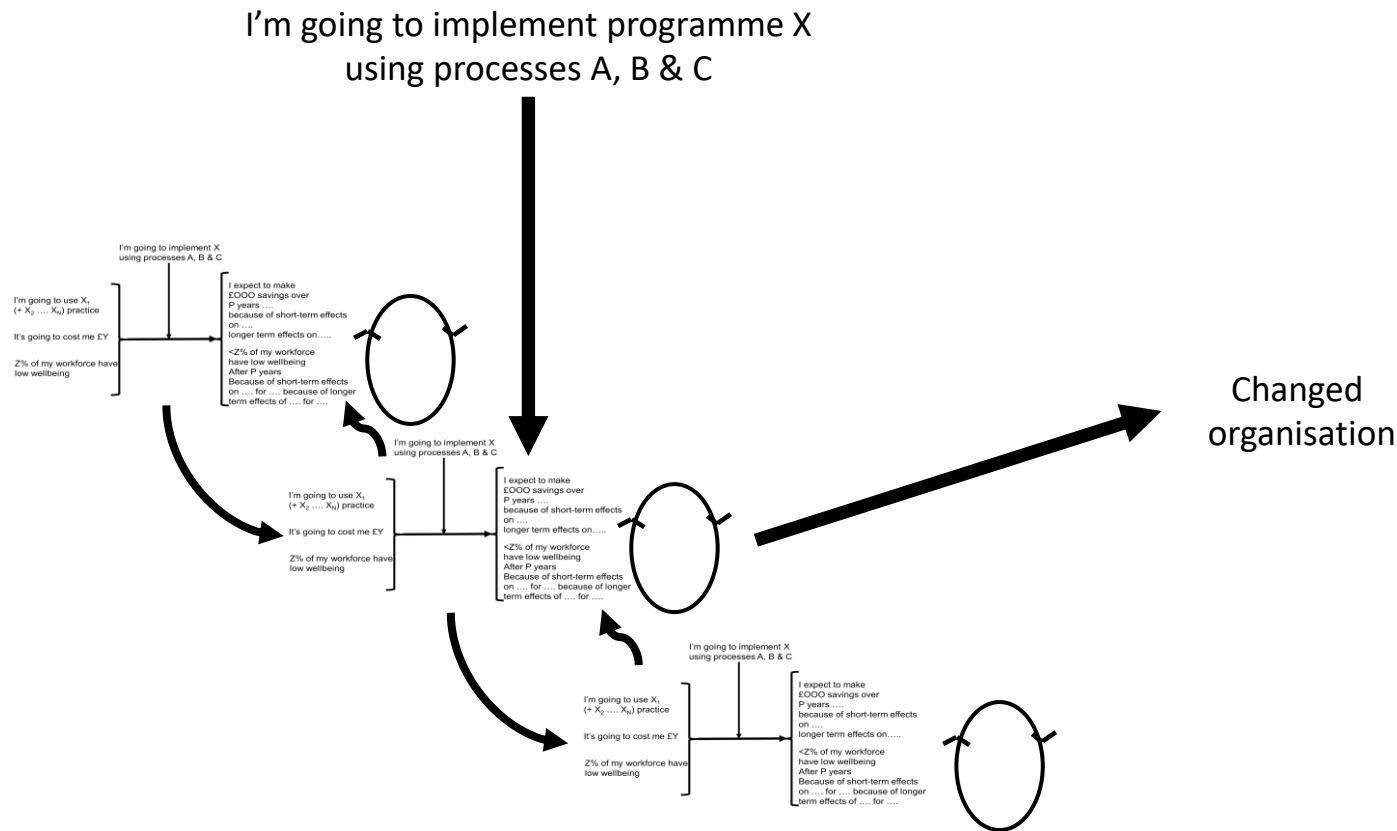 I’m going to implement programme X
using processes A, B & C
I’m going to implement X
using processes A, B & C
I’m going to use X₁
(+ X₂ .... Xₙ) practice
It’s going to cost me £Y
Z% of my workforce have
low wellbeing
I expect to make
£OOO savings over
P years ....
because of short-term effects
on ....
longer term effects on.....
<Z% of my workforce
have low wellbeing
After P years
Because of short-term effects
on .... for .... because of longer
term effects of .... for ....
I’m going to implement X
using processes A, B & C
I’m going to use X₁
(+ X₂ .... Xₙ) practice
It’s going to cost me £Y
Z% of my workforce have
low wellbeing
I expect to make
£OOO savings over
P years ....
because of short-term effects
on ....
longer term effects on.....
<Z% of my workforce
have low wellbeing
After P years
Because of short-term effects
on .... for .... because of longer
term effects of .... for ....
Changed
organisation
I’m going to implement X
using processes A, B & C
I’m going to use X₁
(+ X₂ .... Xₙ) practice
It’s going to cost me £Y
Z% of my workforce have
low wellbeing
I expect to make
£OOO savings over
P years ....
because of short-term effects
on ....
longer term effects on.....
<Z% of my workforce
have low wellbeing
After P years
Because of short-term effects
on .... for .... because of longer
term effects of .... for ....